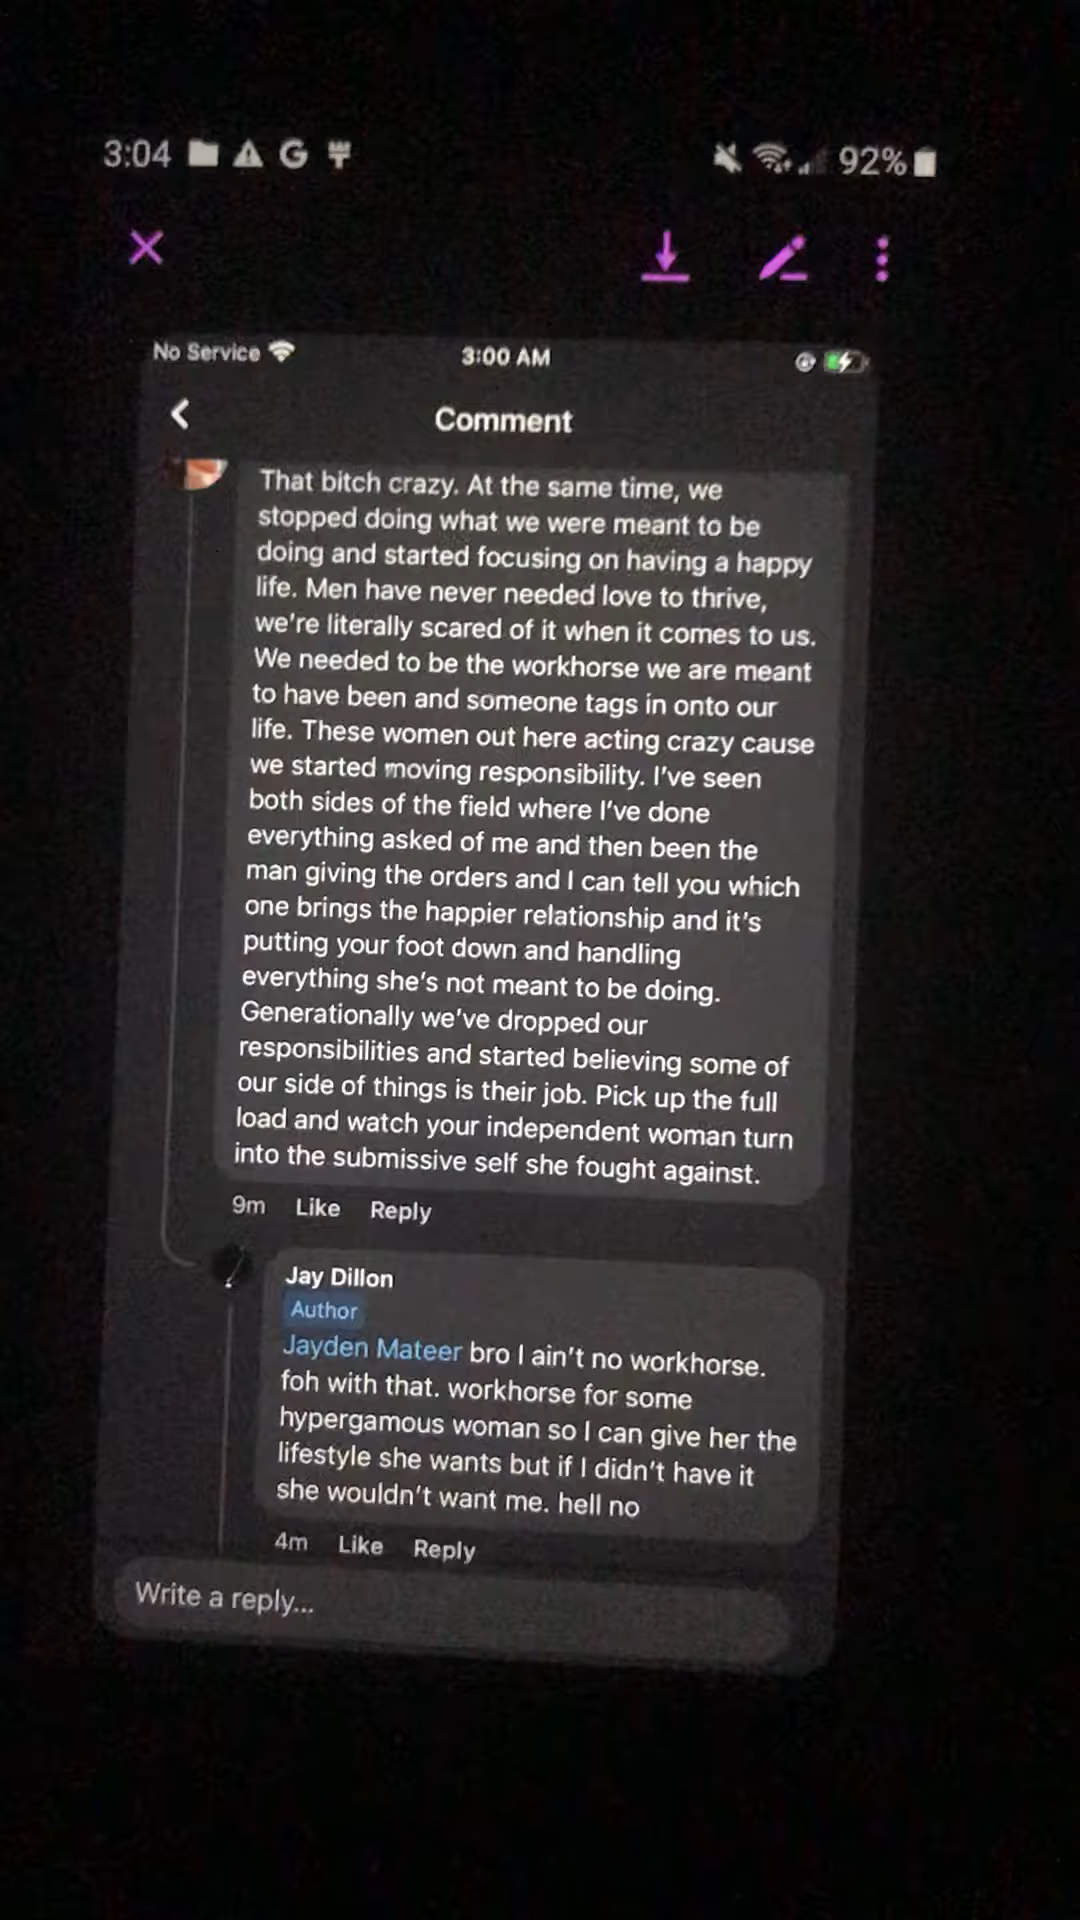 3:04 G 92%
No Service 3:00 AM
Comment
That bitch crazy. At the same time, we
stopped doing what we were meant to be
doing and started focusing on having a happy
life. Men have never needed love to thrive,
we're literally scared of it when it comes to us.
We needed to be the workhorse we are meant
to have been and someone tags in onto our
life. These women out here acting crazy cause
we started moving responsibility. I've seen
both sides of the field where I've done
everything asked of me and then been the
man giving the orders and I can tell you which
one brings the happier relationship and it's
putting your foot down and handling
everything she's not meant to be doing.
Generationally we've dropped our
responsibilities and started believing some of
our side of things is their job. Pick up the full
load and watch your independent woman turn
into the submissive self she fought against.
9m Like Reply
Jay Dillon
Author
Jayden Mateer bro I ain't no workhorse.
foh with that. workhorse for some
hypergamous woman so I can give her the
lifestyle she wants but if I didn't have it
she wouldn't want me. hell no
4m Like Reply
Write a reply...